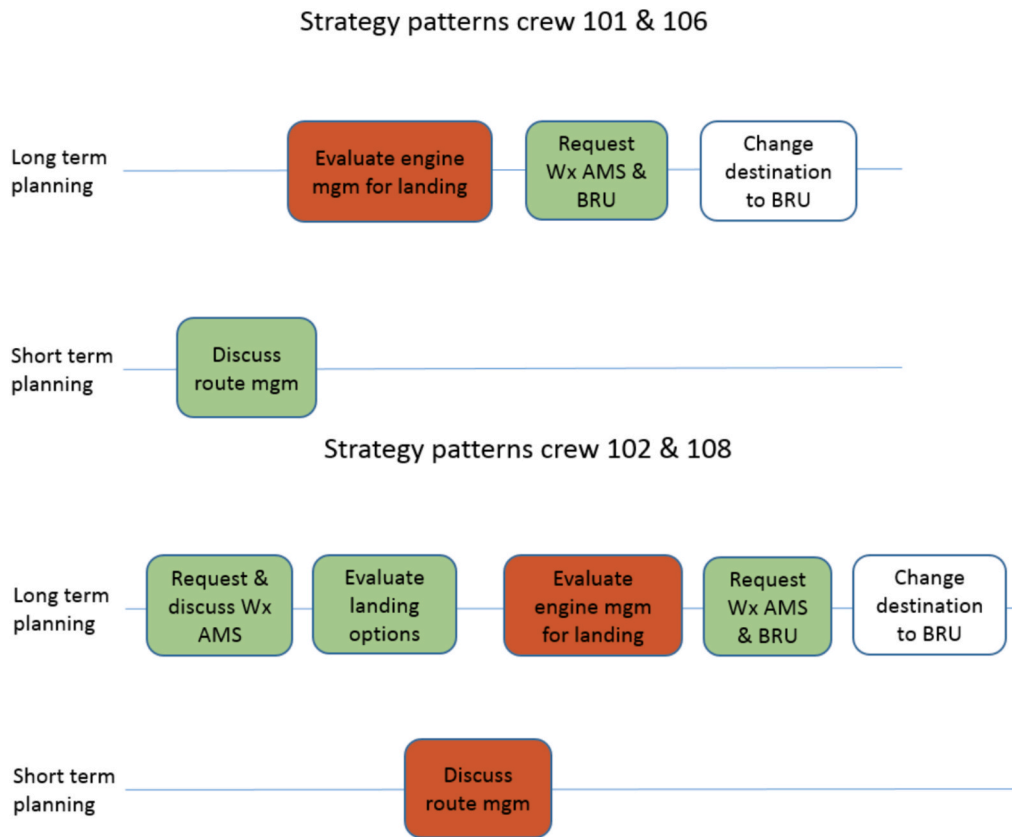 Strategy patterns crew 101 & 106
Long term
planning
Evaluate engine
mgm for landing
Request
Wx AMS &
BRU
Change
destination
to BRU
Short term
planning
Discuss
route mgm
Strategy patterns crew 102 & 108
Long term
planning
Request &
discuss Wx
AMS
Evaluate
landing
options
Evaluate
engine mgm
for landing
Request
Wx AMS
& BRU
Change
destination
to BRU
Short term
planning
Discuss
route mgm